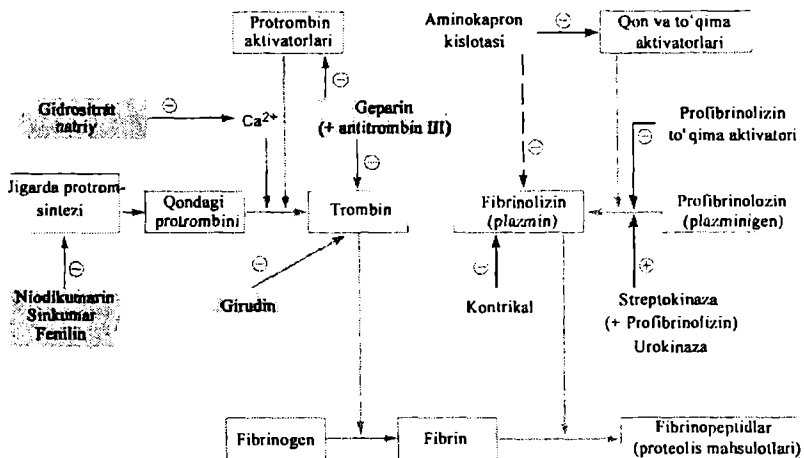 Protrombin
aktivatorlari
Aminokapron
kislotasi
Qon va to'qima
aktivatorlari
Gidrositrat
natriy
Ca²⁺
Geparin
(+ antitrombin III)
Profibrinolizin
to'qima aktivatori
Jigarda protrom-
sintezi
Qondagi
protrombini
Trombin
Fibrinolizin
(plazmin)
Profibrinolozin
(plazminigen)
Niodikumarin
Sinkumar
Fenilin
Girudin
Kontrikal
Streptokinaza
(+ Profibrinolizin)
Urokinaza
Fibrinogen
Fibrin
Fibrinopeptidlar
(proteolis mahsulotlari)